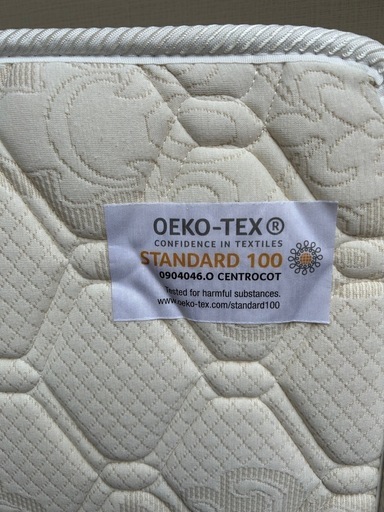 OEKO-TEX®
CONFIDENCE IN TEXTILES
STANDARD 100
0904046.O CENTROCOT
Tested for harmful substances.
www.oeko-tex.com/standard100